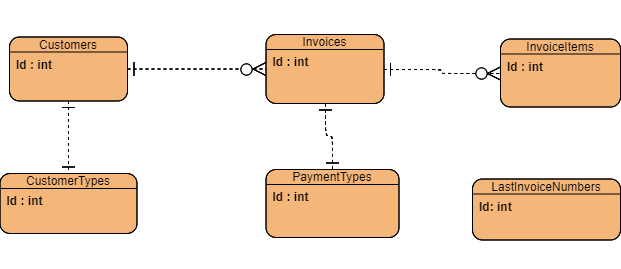 Customers
Id : int
Invoices
Id : int
InvoiceItems
Id : int
CustomerTypes
Id : int
PaymentTypes
Id : int
LastInvoiceNumbers
Id: int